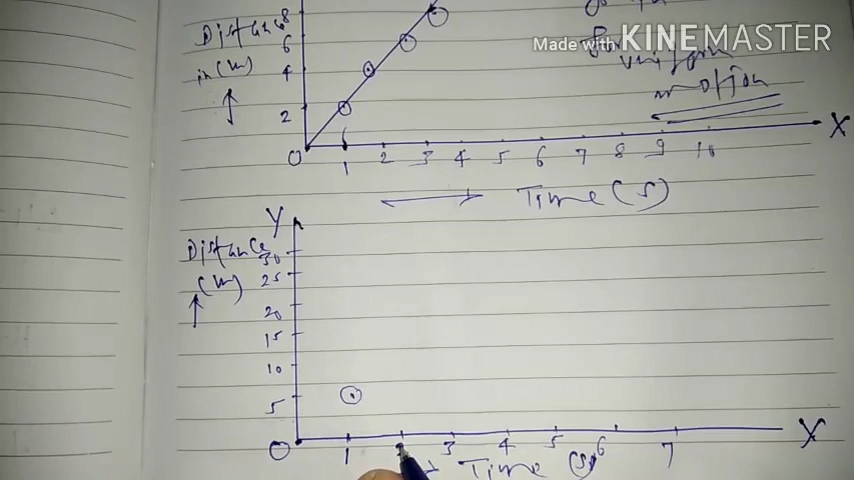 Distance 8
6
in (m) 4
2
O 1 2 3 4 5 6 7 8 9 10 X
Time (s)
for
uniform
motion
Made with KINEMASTER
Y
Distance 30
(m) 25
20
15
10
5
O 1 3 4 5 6 7 X
Time (s)